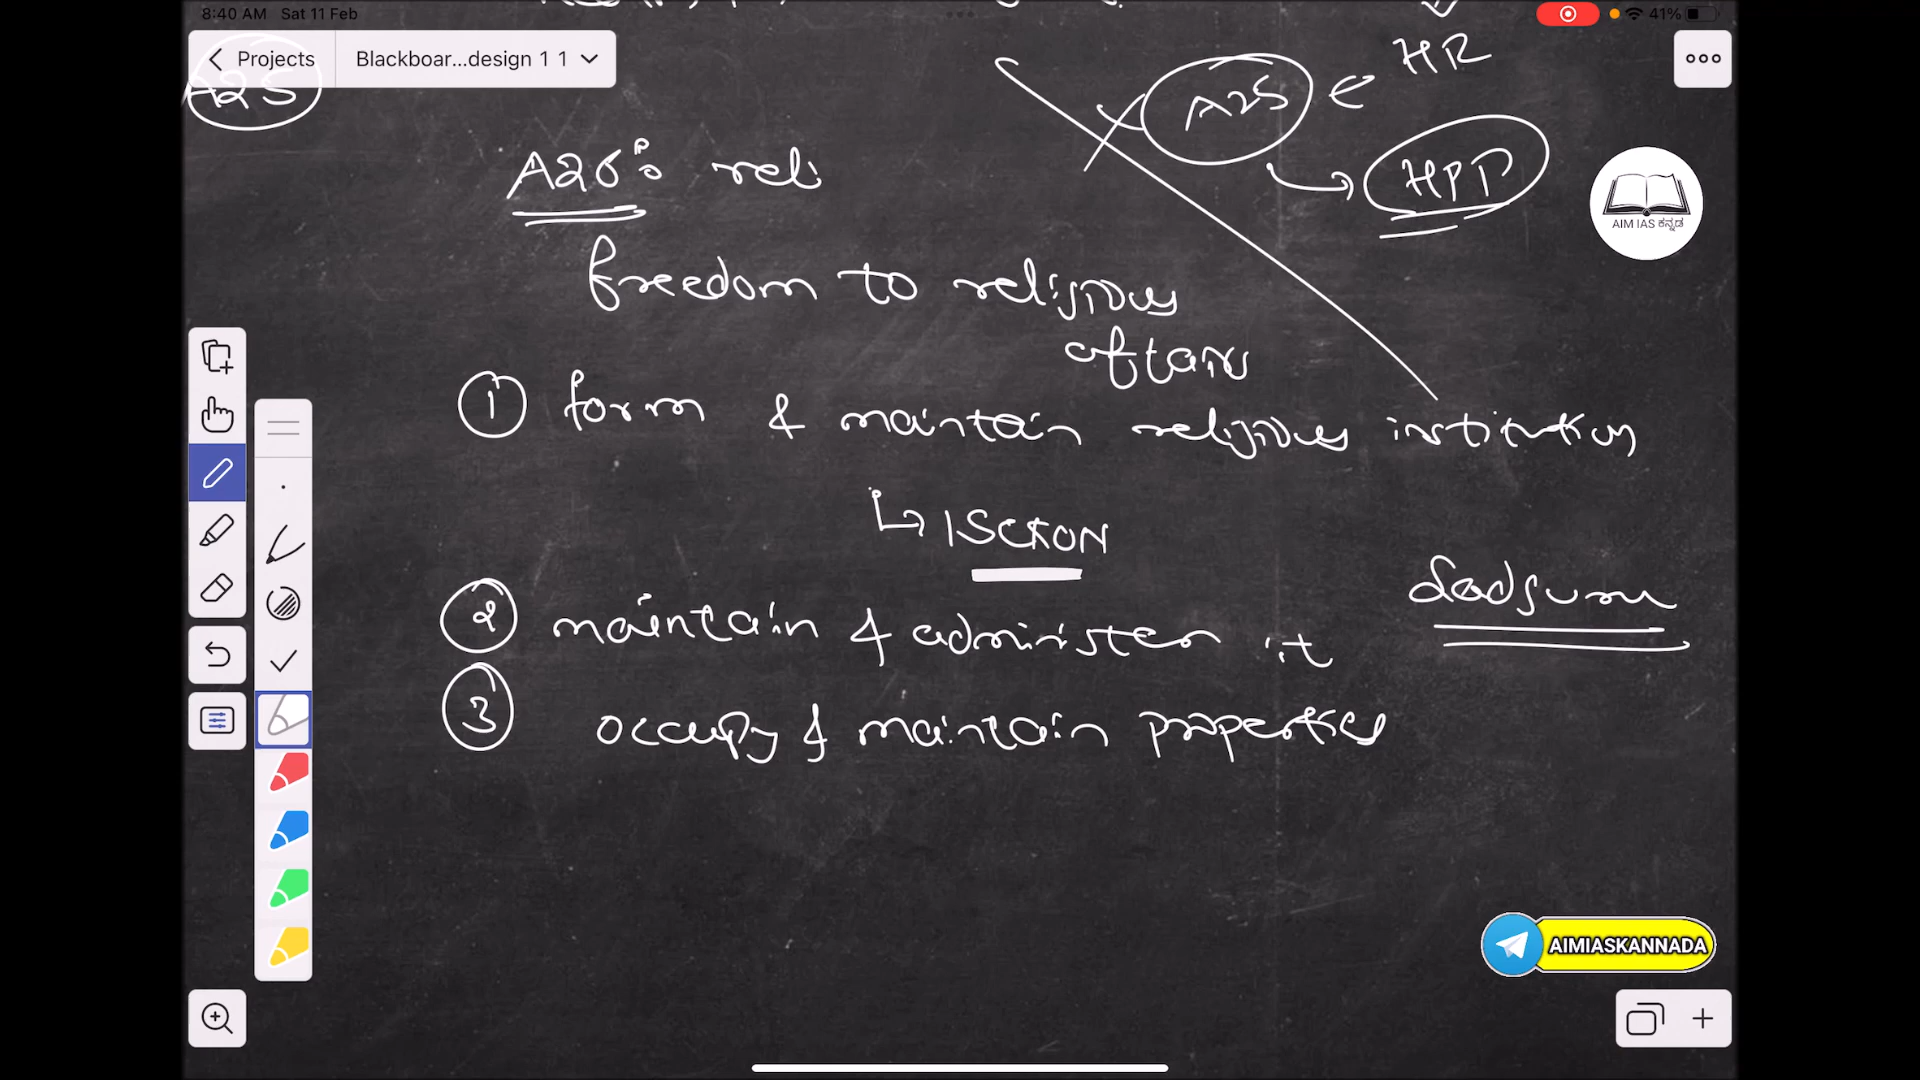 8:40 AM Sat 11 Feb
41%
Projects
Blackboar...design 1 1
A25
HR
A25 ←
HPP
A26: reli
AIM IAS ಕನ್ನಡ
freedom to religious
affairs
① form & maintain religious institutions
↳ ISCKON
② maintain & administer it
③ occupy & maintain properties
AIMIASKANNADA